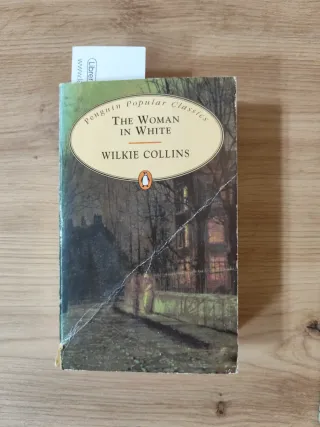 Penguin Popular Classics
THE WOMAN
IN WHITE
WILKIE COLLINS